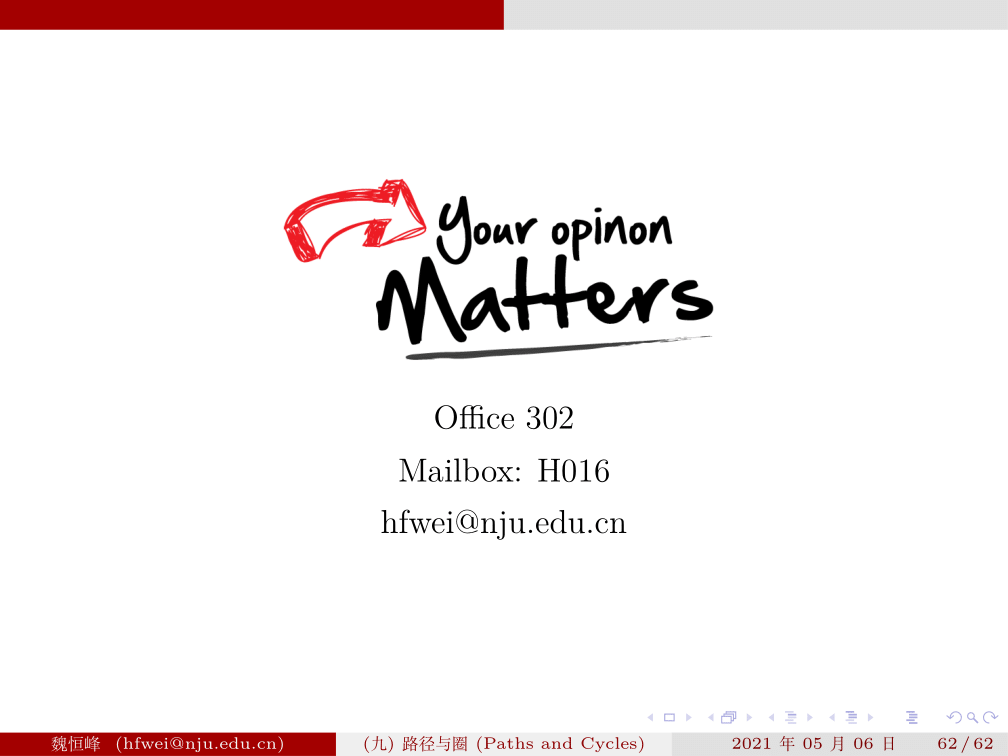 Your opinon
Matters
Office 302
Mailbox: H016
hfwei@nju.edu.cn
魏恒峰 (hfwei@nju.edu.cn)
(九) 路径与圈 (Paths and Cycles)
2021 年 05 月 06 日
62 / 62